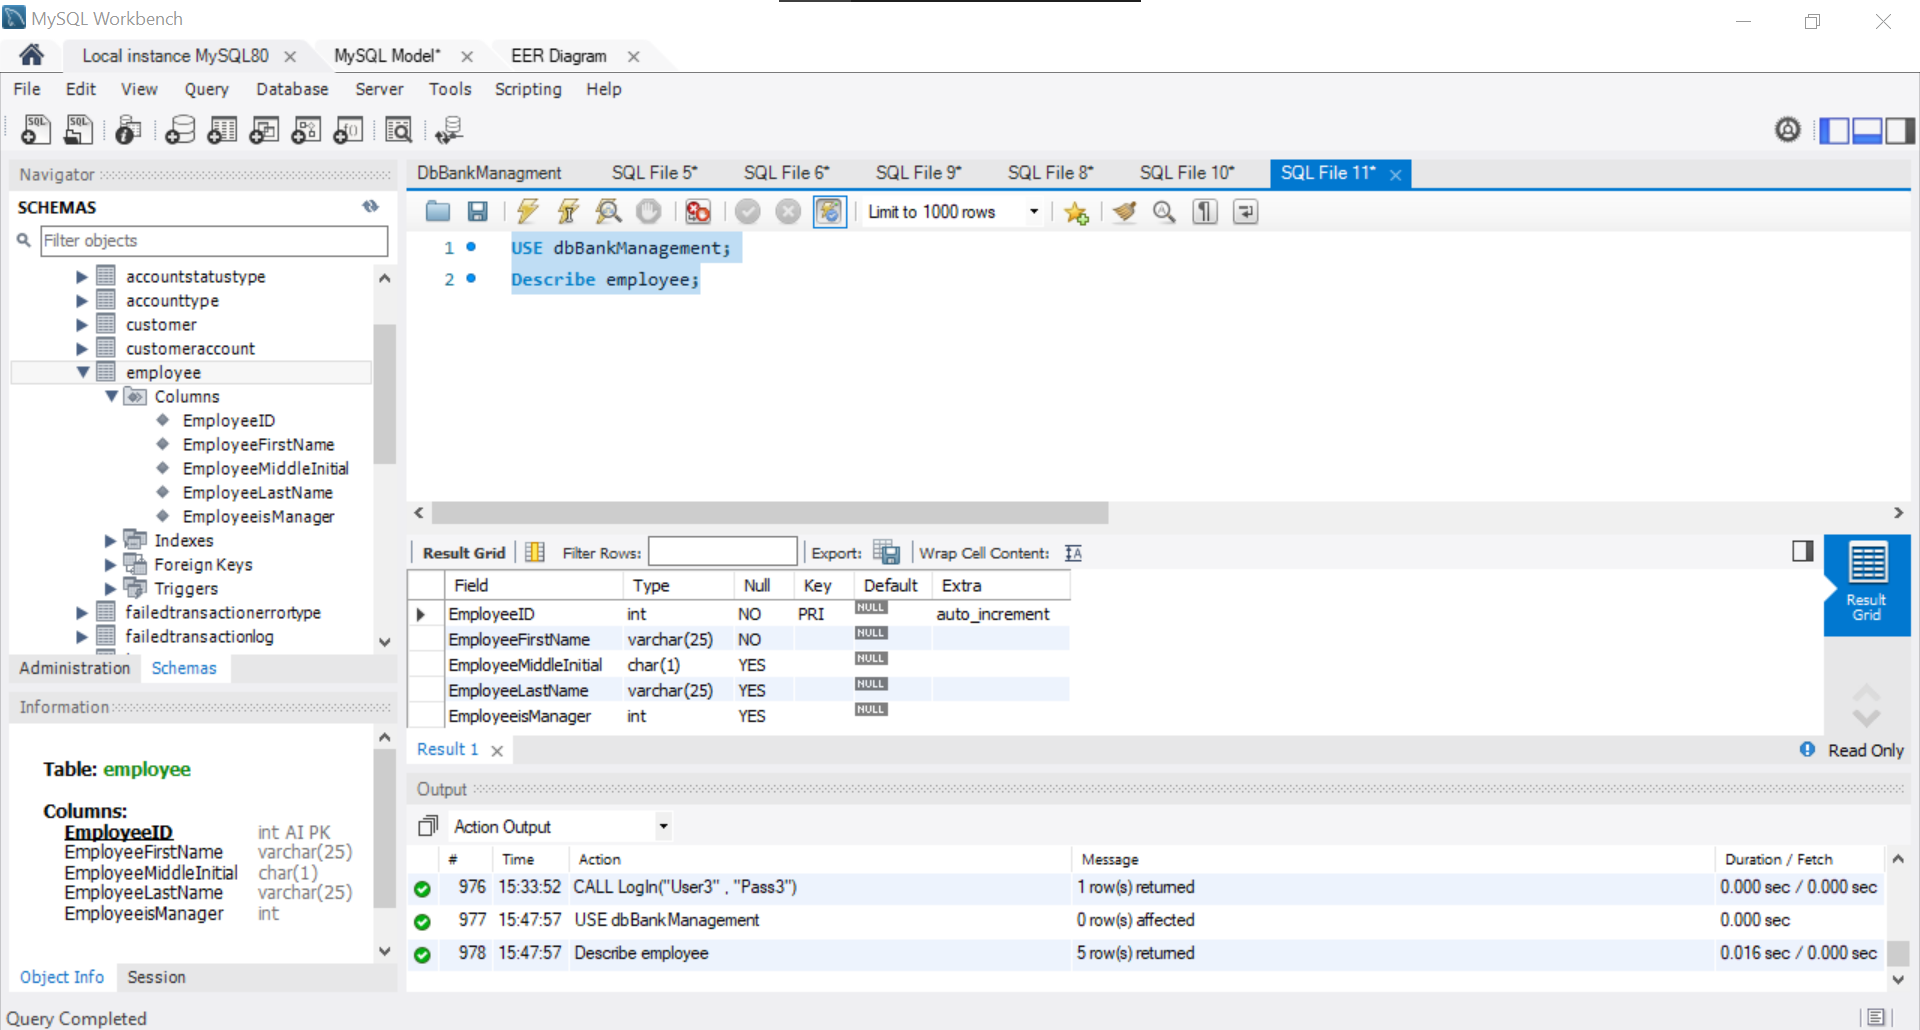 MySQL Workbench
Local instance MySQL80
MySQL Model*
EER Diagram
File Edit View Query Database Server Tools Scripting Help
Navigator
SCHEMAS
Filter objects
accountstatustype
accounttype
customer
customeraccount
employee
Columns
EmployeeID
EmployeeFirstName
EmployeeMiddleInitial
EmployeeLastName
EmployeeisManager
Indexes
Foreign Keys
Triggers
failedtransactionerrortype
failedtransactionlog
Administration Schemas
Information
Table: employee
Columns:
EmployeeID int AI PK
EmployeeFirstName varchar(25)
EmployeeMiddleInitial char(1)
EmployeeLastName varchar(25)
EmployeeisManager int
Object Info Session
Query Completed
DbBankManagment SQL File 5* SQL File 6* SQL File 9* SQL File 8* SQL File 10* SQL File 11*
Limit to 1000 rows
1 USE dbBankManagement;
2 Describe employee;
Result Grid Filter Rows: Export: Wrap Cell Content:
Field Type Null Key Default Extra
EmployeeID int NO PRI NULL auto_increment
EmployeeFirstName varchar(25) NO NULL
EmployeeMiddleInitial char(1) YES NULL
EmployeeLastName varchar(25) YES NULL
EmployeeisManager int YES NULL
Result
Grid
Result 1
Read Only
Output
Action Output
# Time Action Message Duration / Fetch
976 15:33:52 CALL LogIn("User3" , "Pass3") 1 row(s) returned 0.000 sec / 0.000 sec
977 15:47:57 USE dbBankManagement 0 row(s) affected 0.000 sec
978 15:47:57 Describe employee 5 row(s) returned 0.016 sec / 0.000 sec